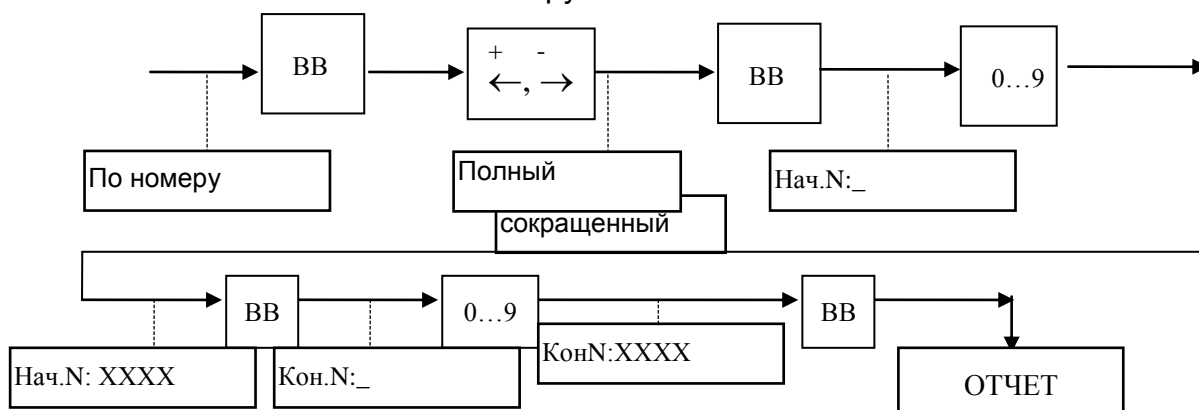 ВВ
+ -
←, →
ВВ
0...9
По номеру
Полный
сокращенный
Нач.N:_
ВВ
0...9
ВВ
Нач.N: XXXX
Кон.N:_
КонN:XXXX
ОТЧЕТ